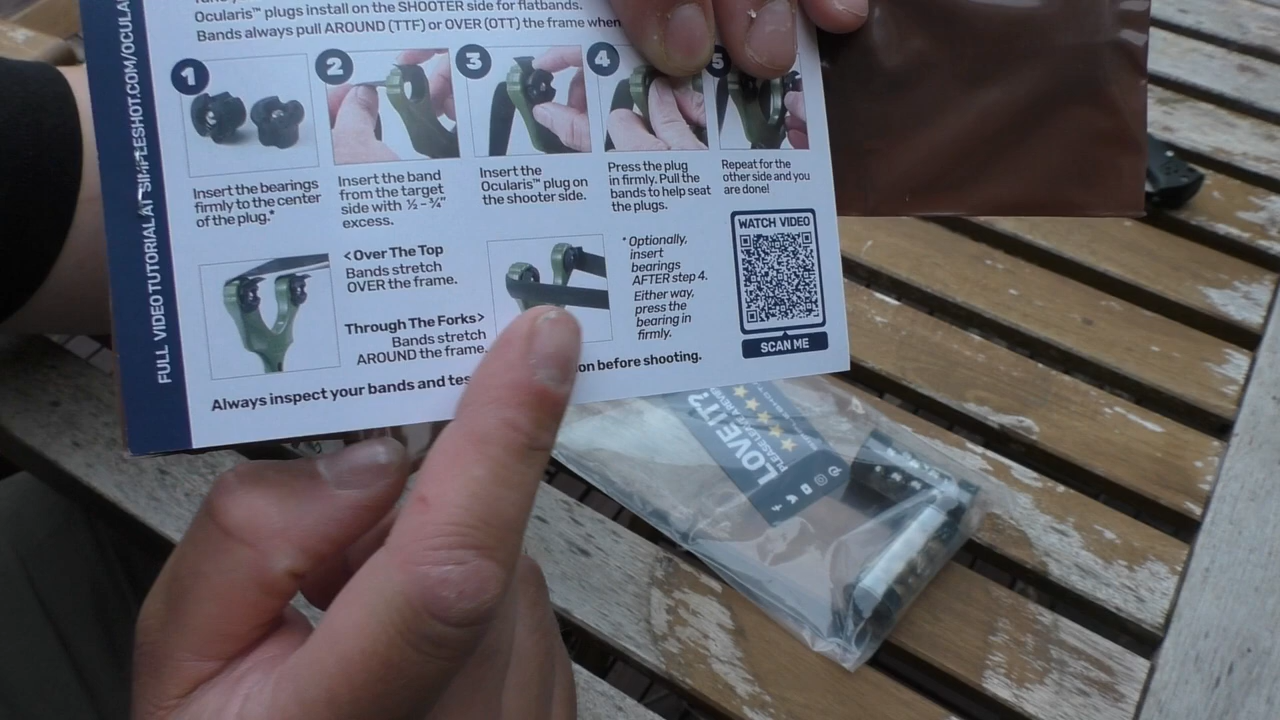 Ocularis™ plugs install on the SHOOTER side for flatbands.
Bands always pull AROUND (TTF) or OVER (OTT) the frame when
FULL VIDEO TUTORIAL AT SIMPLESHOT.COM/OCULA
1
2
3
4
5
Insert the bearings
firmly to the center
of the plug.*
Insert the band
from the target
side with ½ – ¾"
excess.
Insert the
Ocularis™ plug on
the shooter side.
Press the plug
in firmly. Pull the
bands to help seat
the plugs.
Repeat for the
other side and you
are done!
< Over The Top
Bands stretch
OVER the frame.
Through The Forks >
Bands stretch
AROUND the frame.
* Optionally,
insert
bearings
AFTER step 4.
Either way,
press the
bearing in
firmly.
WATCH VIDEO
SCAN ME
Always inspect your bands and tes on before shooting.
LOVE IT?
PLEASE LEAVE A REVIEW